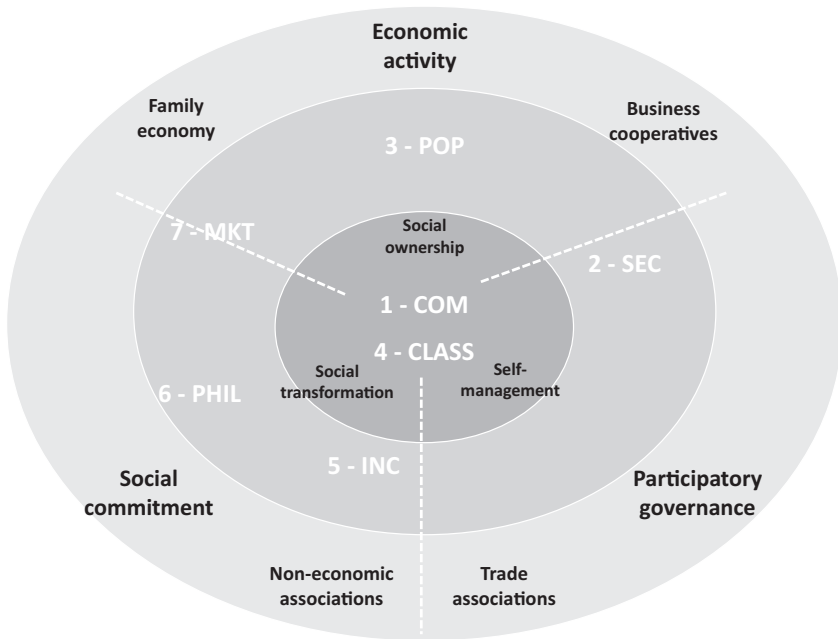 Economic
activity
Family
economy
Business
cooperatives
3 - POP
Social
ownership
7 - MKT
2 - SEC
1 - COM
4 - CLASS
Social
transformation
Self-
management
6 - PHIL
5 - INC
Social
commitment
Participatory
governance
Non-economic
associations
Trade
associations